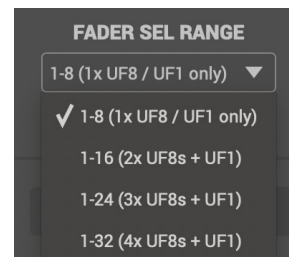 FADER SEL RANGE
1-8 (1x UF8 / UF1 only)
1-8 (1x UF8 / UF1 only)
1-16 (2x UF8s + UF1)
1-24 (3x UF8s + UF1)
1-32 (4x UF8s + UF1)